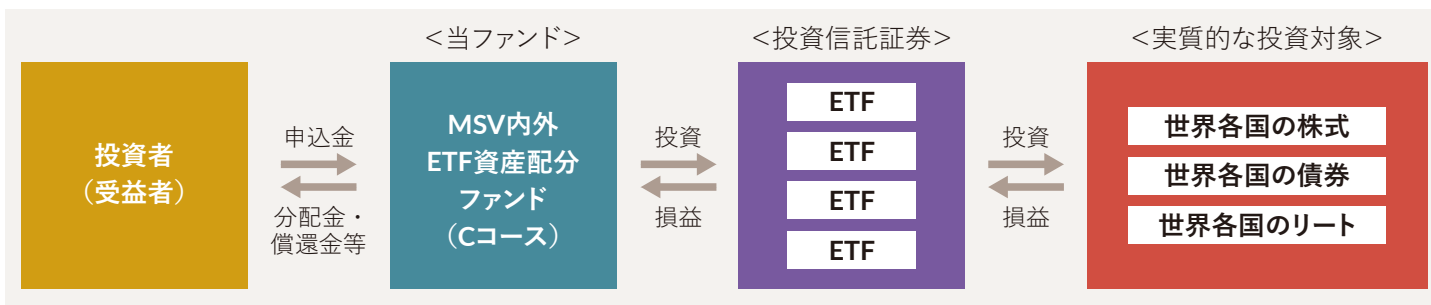 <当ファンド>
<投資信託証券>
<実質的な投資対象>
投資者
（受益者）
申込金
分配金・
償還金等
MSV内外
ETF資産配分
ファンド
（Cコース）
投資
損益
ETF
ETF
ETF
ETF
投資
損益
世界各国の株式
世界各国の債券
世界各国のリート